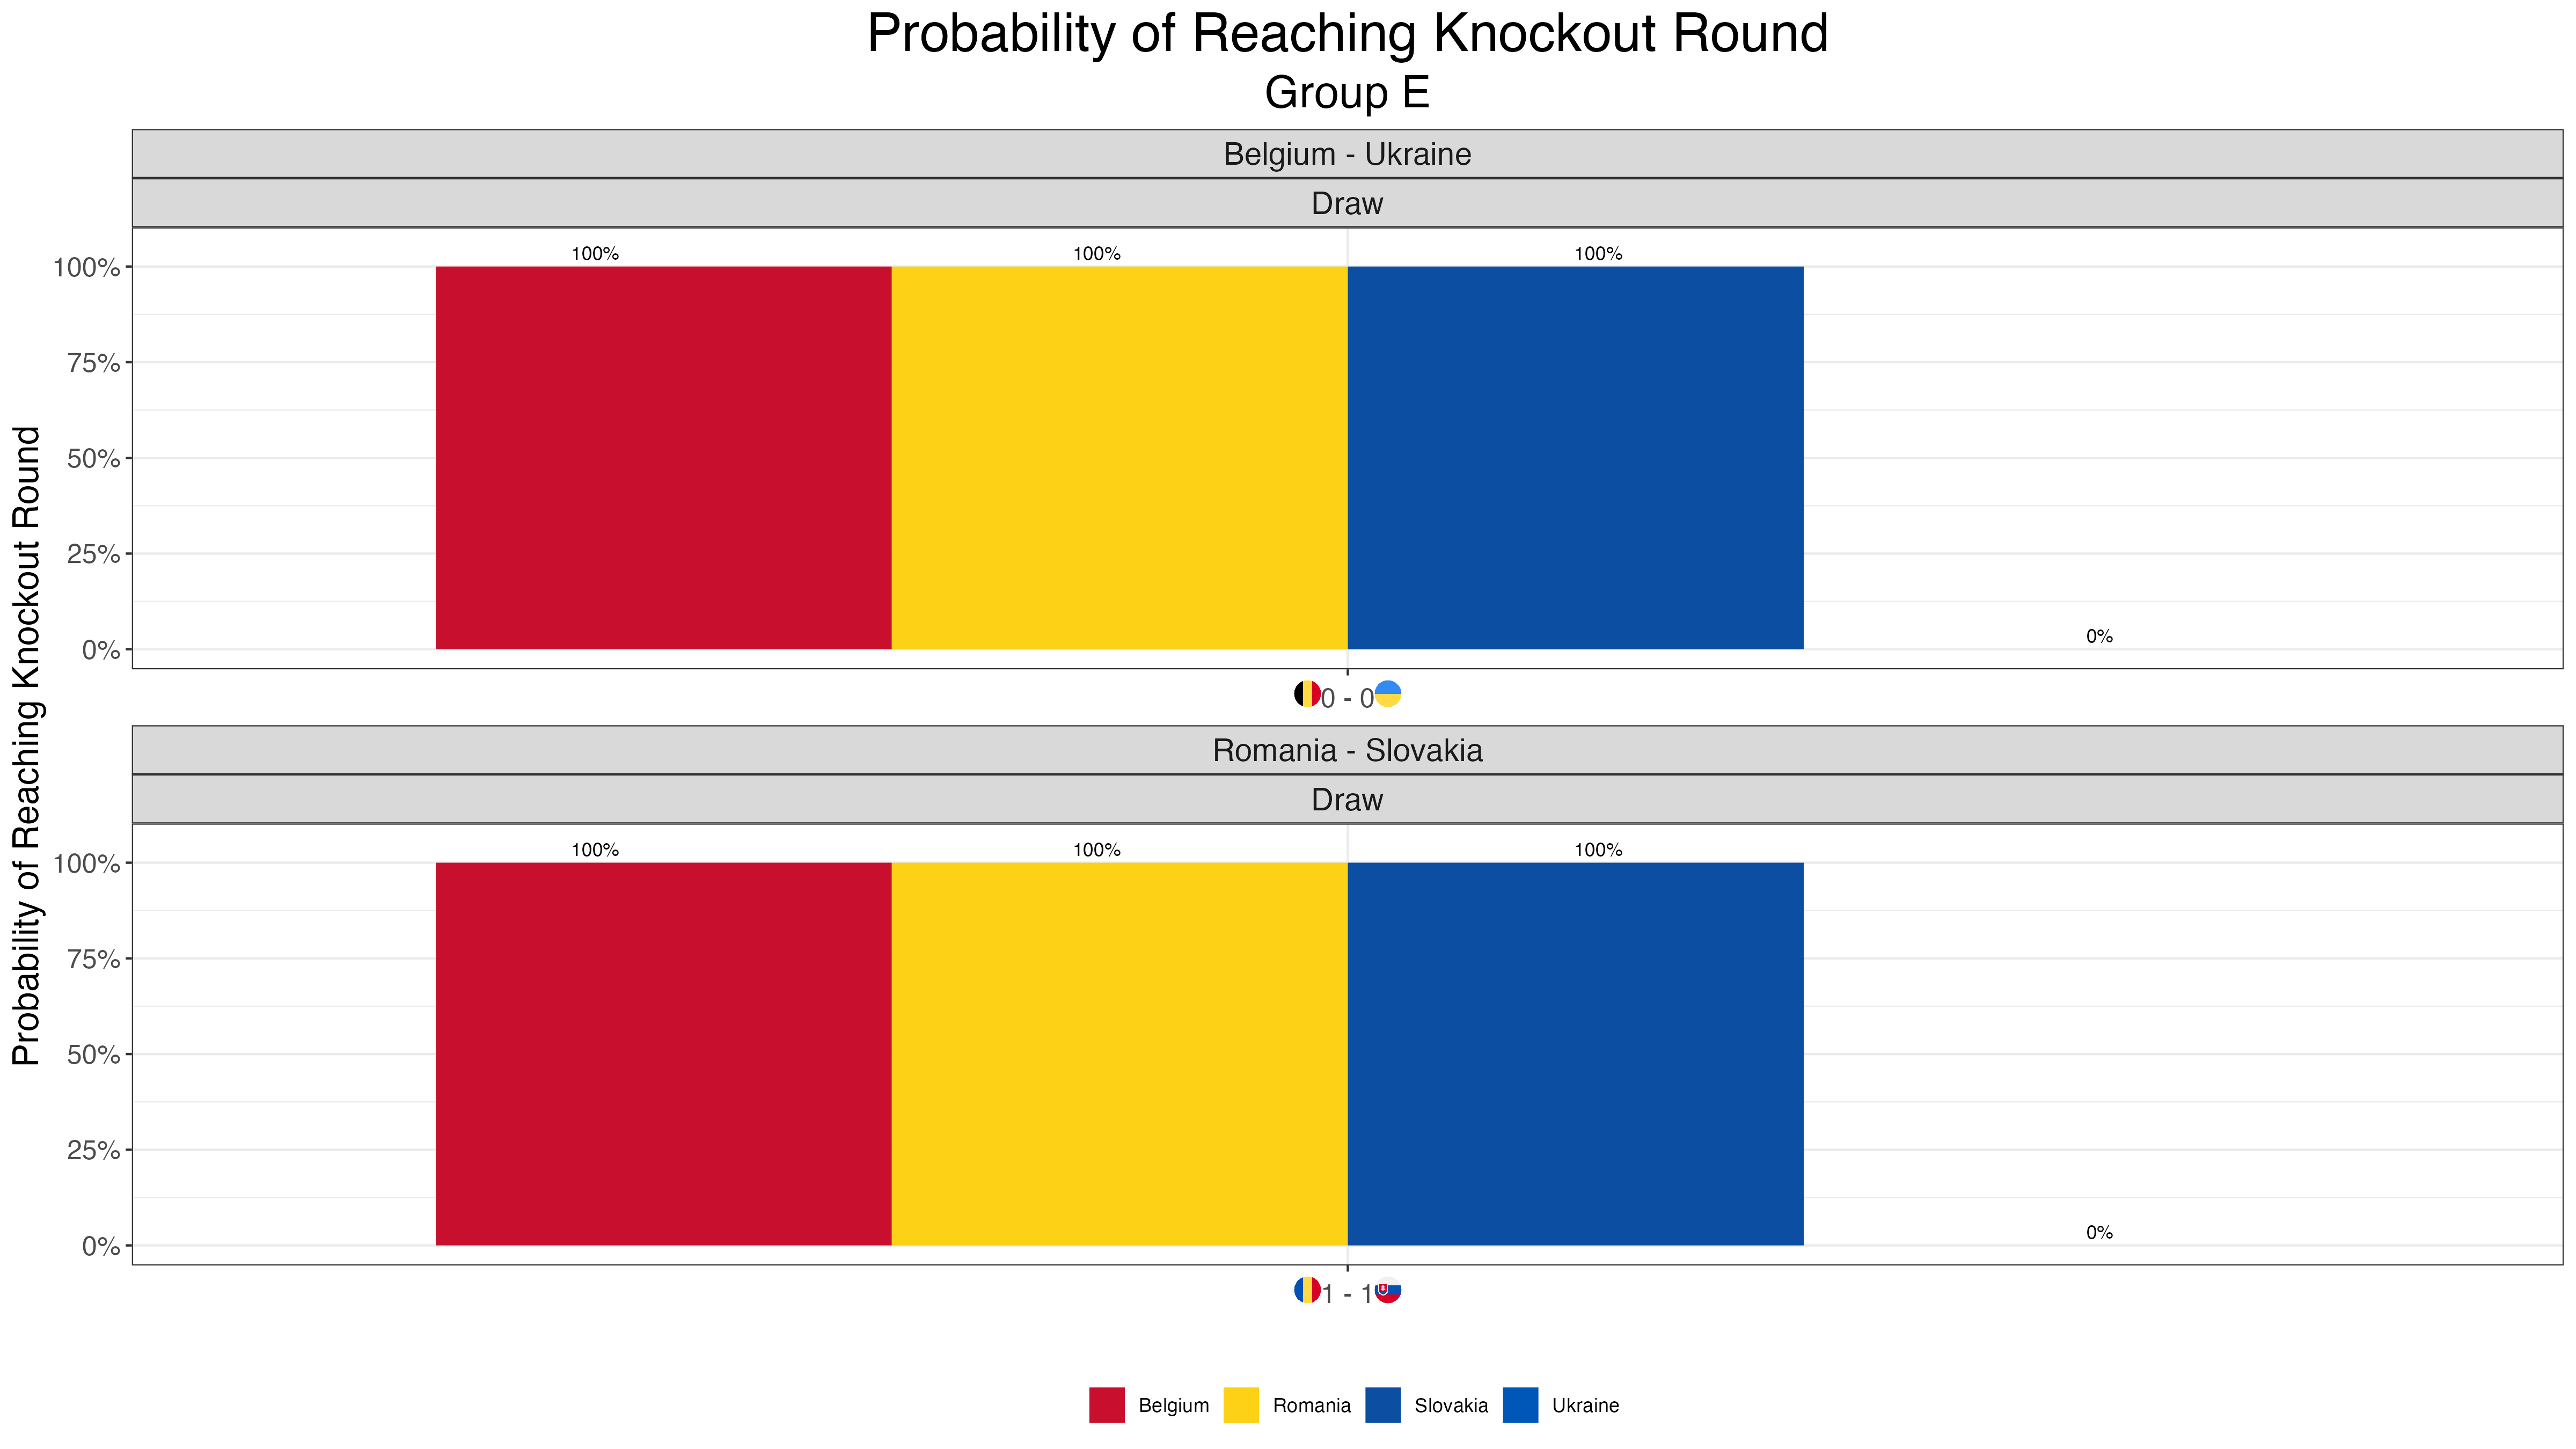 Probability of Reaching Knockout Round
Group E
Probability of Reaching Knockout Round
Belgium - Ukraine
Draw
100%
75%
50%
25%
0%
100%
100%
100%
0%
0 - 0
Romania - Slovakia
Draw
100%
75%
50%
25%
0%
100%
100%
100%
0%
1 - 1
Belgium
Romania
Slovakia
Ukraine